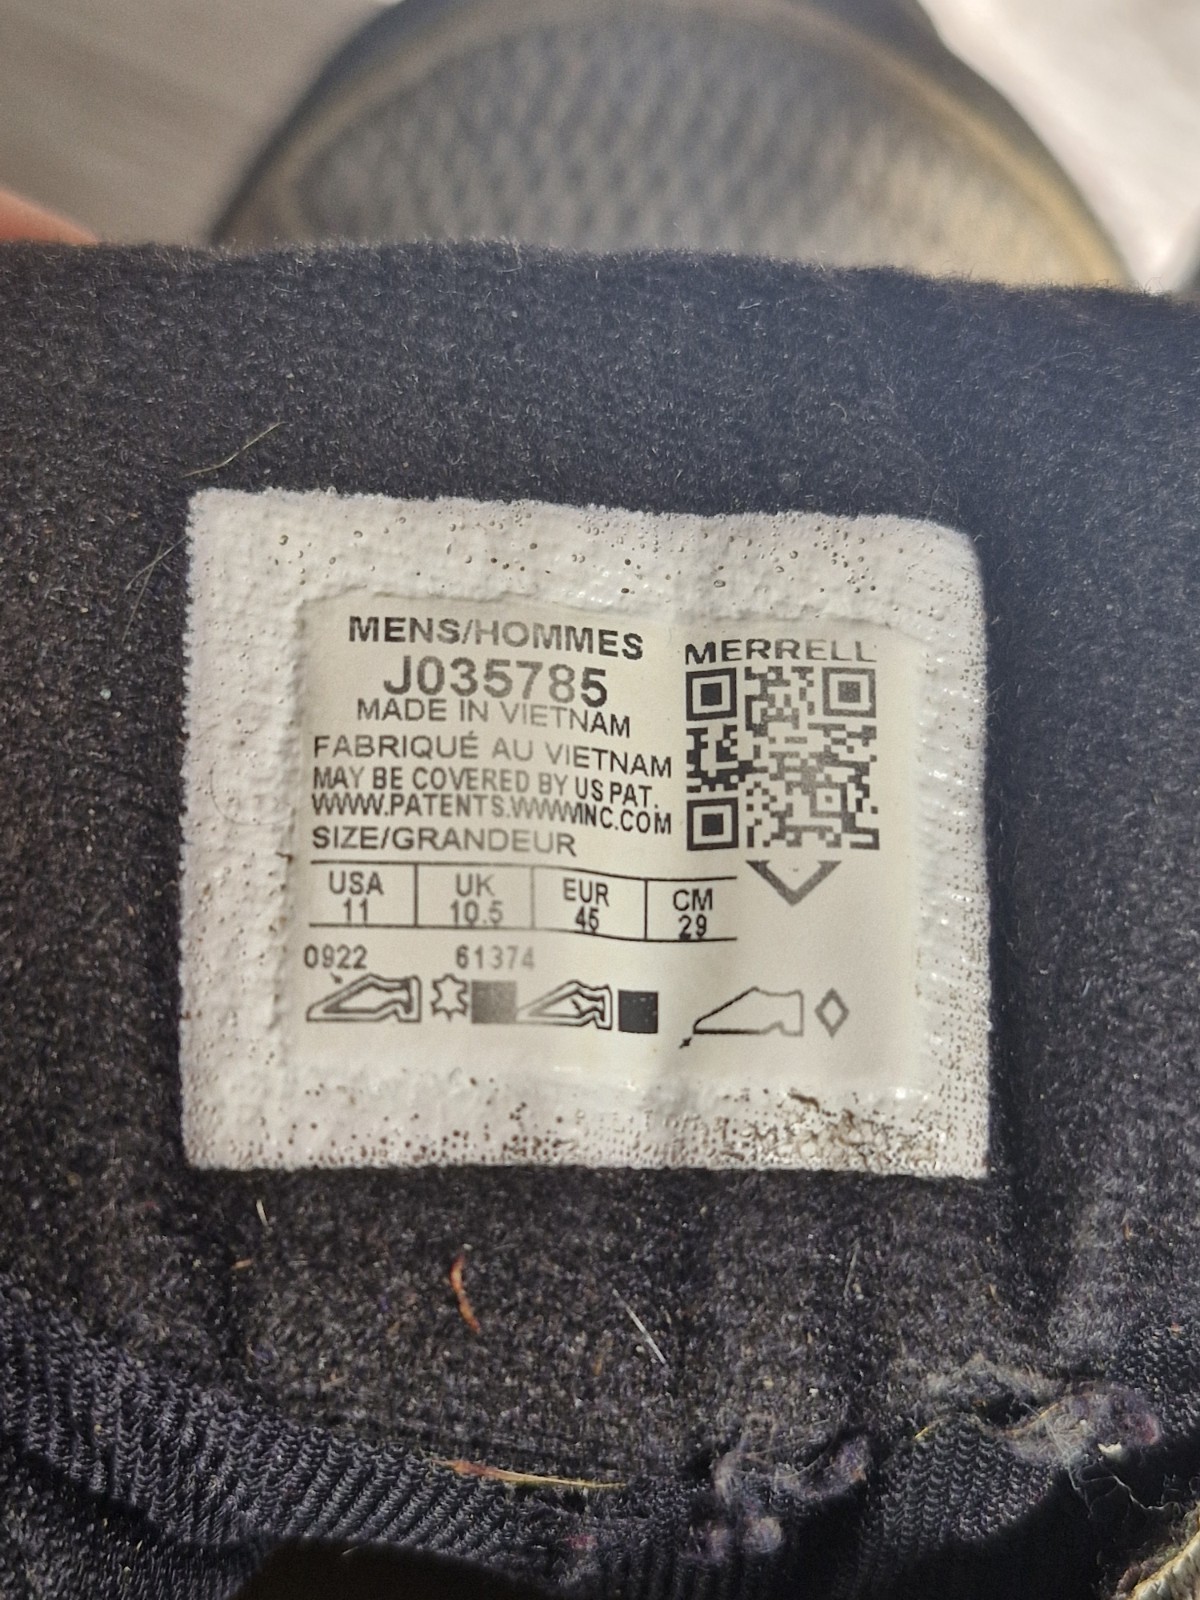 MENS/HOMMES
J035785
MADE IN VIETNAM
FABRIQUÉ AU VIETNAM
MAY BE COVERED BY US PAT.
WWW.PATENTS.WWWINC.COM
SIZE/GRANDEUR
USA UK EUR CM
11 10.5 45 29
0922 61374
MERRELL